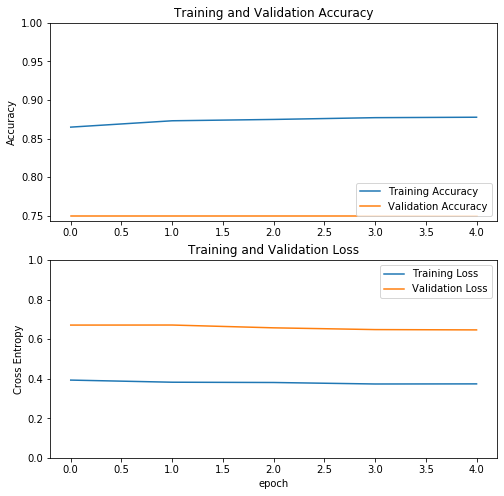 Training and Validation Accuracy
1.00
0.95
0.90
0.85
0.80
0.75
Accuracy
Training Accuracy
Validation Accuracy
0.0 0.5 1.0 1.5 2.0 2.5 3.0 3.5 4.0
Training and Validation Loss
1.0
0.8
0.6
0.4
0.2
0.0
Cross Entropy
Training Loss
Validation Loss
0.0 0.5 1.0 1.5 2.0 2.5 3.0 3.5 4.0
epoch